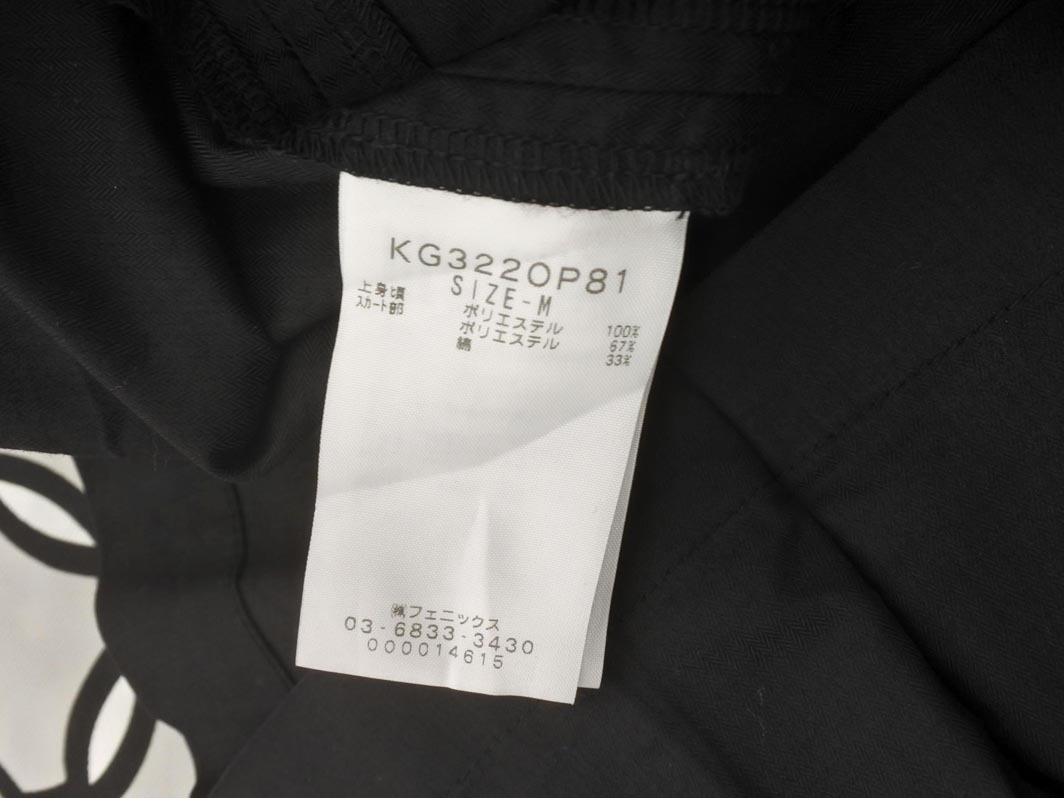 KG3220P81
SIZE-M
上身頃 ポリエステル 100%
スカート部 ポリエステル 67%
綿 33%
㈱フェニックス
03-6833-3430
000014615